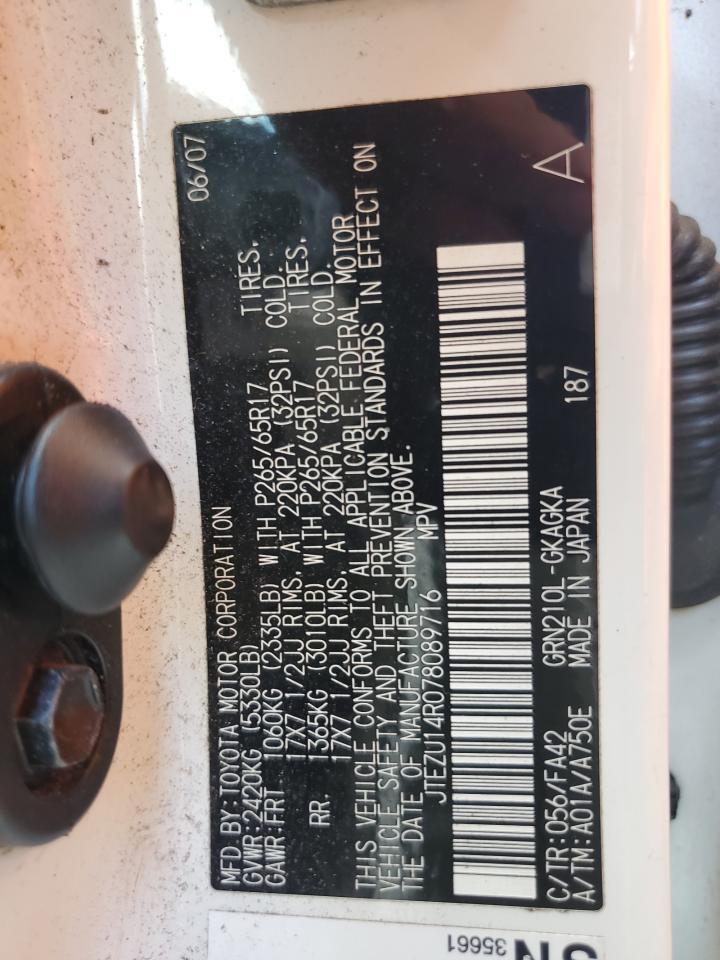 MFD BY:TOYOTA MOTOR CORPORATION 06/07
GVWR:2420KG (5330LB)
GAWR:FRT 1060KG (2335LB) WITH P265/65R17 TIRES,
17X7 1/2JJ RIMS, AT 220KPA (32PSI) COLD.
RR. 1365KG (3010LB) WITH P265/65R17 TIRES,
17X7 1/2JJ RIMS, AT 220KPA (32PSI) COLD.
THIS VEHICLE CONFORMS TO ALL APPLICABLE FEDERAL MOTOR
VEHICLE SAFETY AND THEFT PREVENTION STANDARDS IN EFFECT ON
THE DATE OF MANUFACTURE SHOWN ABOVE.
JTEZU14R078089716 MPV
C/TR:056/FA42 GRN210L-GKAGKA 187
A/TM:A01A/A750E MADE IN JAPAN A
35661